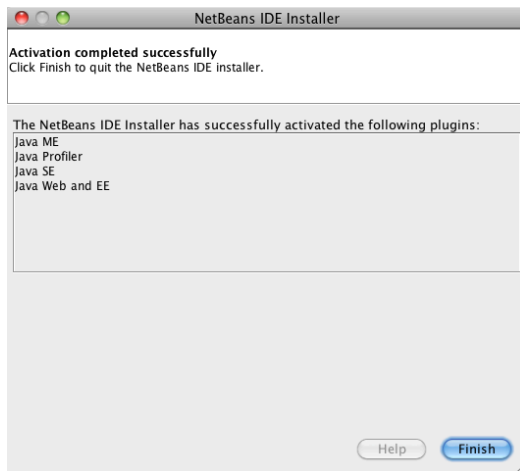 NetBeans IDE Installer
Activation completed successfully
Click Finish to quit the NetBeans IDE installer.
The NetBeans IDE Installer has successfully activated the following plugins:
Java ME
Java Profiler
Java SE
Java Web and EE
Help
Finish